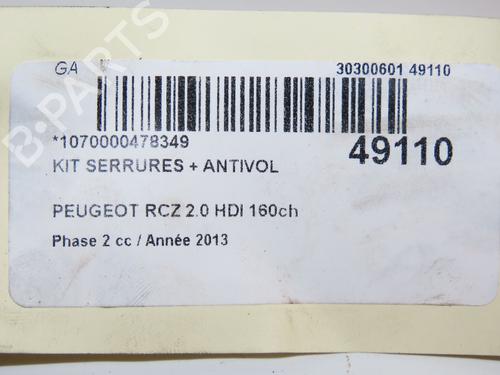 GA 30300601 49110
*1070000478349
49110
KIT SERRURES + ANTIVOL
PEUGEOT RCZ 2.0 HDI 160ch
Phase 2 cc / Année 2013
B-PARTS